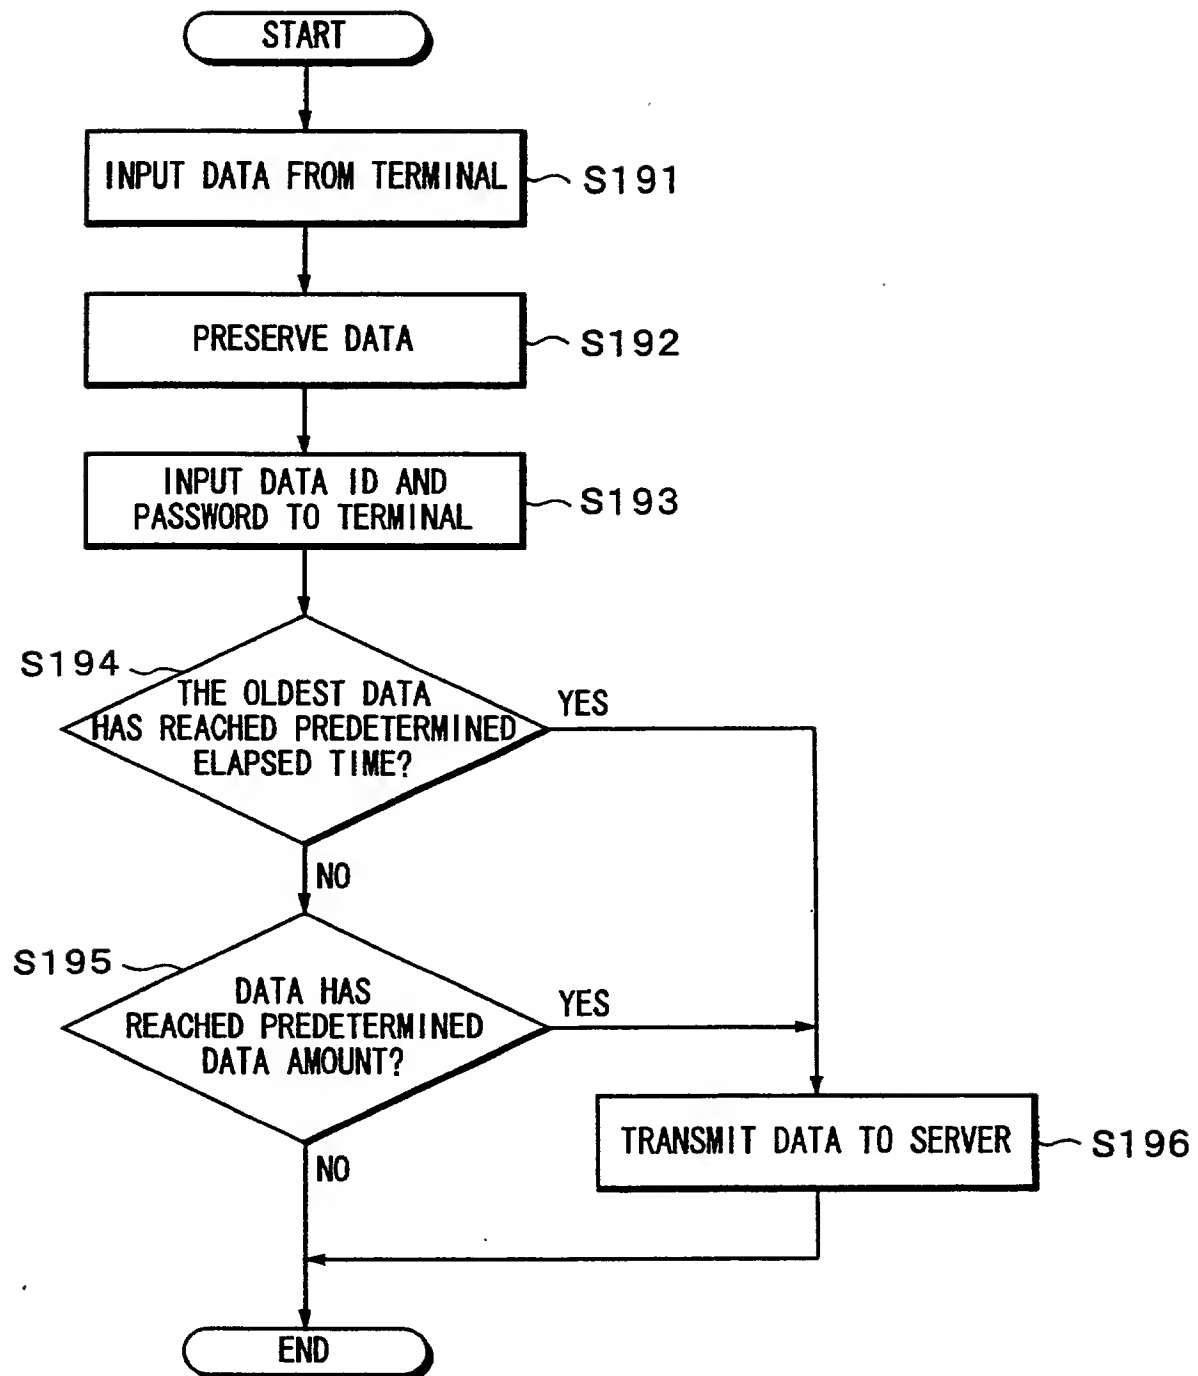 START
INPUT DATA FROM TERMINAL
S191
PRESERVE DATA
S192
INPUT DATA ID AND
PASSWORD TO TERMINAL
S193
S194
THE OLDEST DATA
HAS REACHED PREDETERMINED
ELAPSED TIME?
YES
NO
S195
DATA HAS
REACHED PREDETERMINED
DATA AMOUNT?
YES
NO
TRANSMIT DATA TO SERVER
S196
END